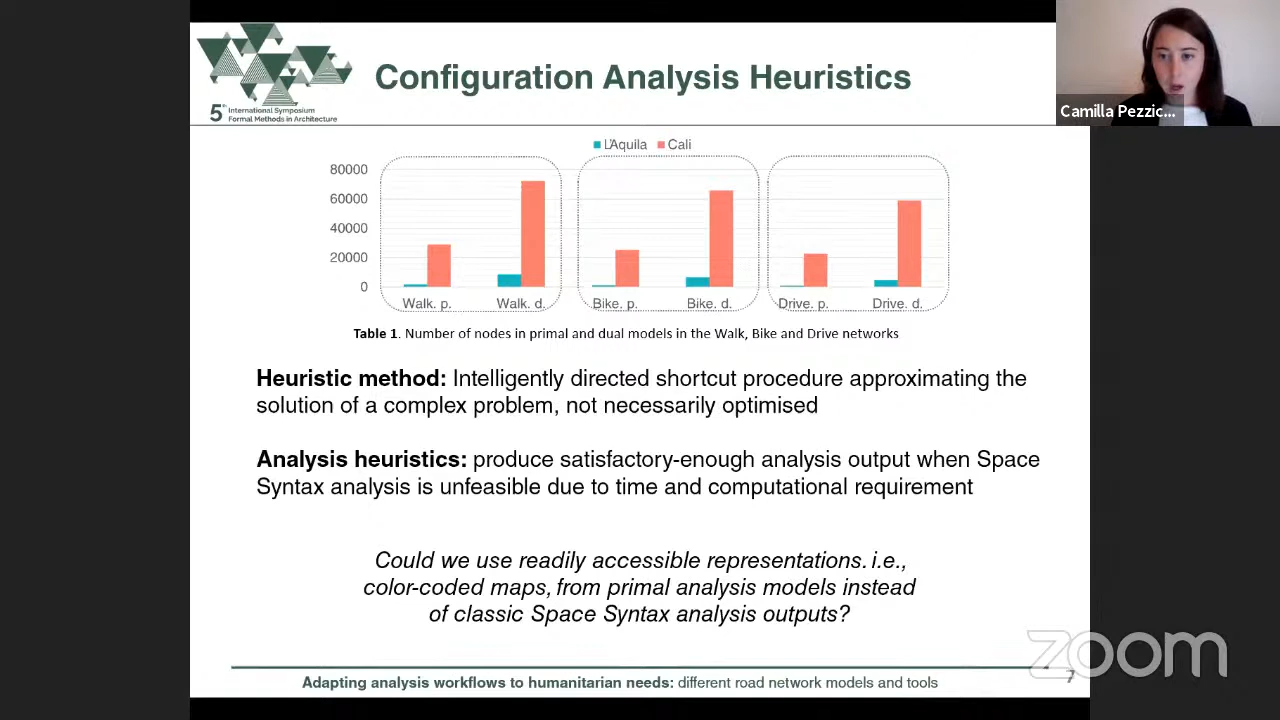 Configuration Analysis Heuristics
5th International Symposium
Formal Methods in Architecture
Camilla Pezzic...
L'Aquila Cali
80000
60000
40000
20000
0
Walk. p. Walk. d. Bike. p. Bike. d. Drive. p. Drive. d.
Table 1. Number of nodes in primal and dual models in the Walk, Bike and Drive networks
Heuristic method: Intelligently directed shortcut procedure approximating the
solution of a complex problem, not necessarily optimised
Analysis heuristics: produce satisfactory-enough analysis output when Space
Syntax analysis is unfeasible due to time and computational requirement
Could we use readily accessible representations. i.e.,
color-coded maps, from primal analysis models instead
of classic Space Syntax analysis outputs?
zoom
Adapting analysis workflows to humanitarian needs: different road network models and tools
7